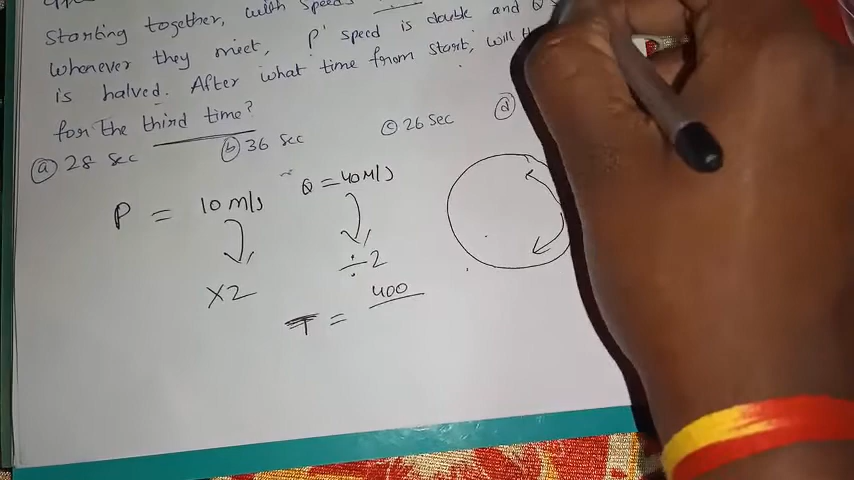 Starting together, with Speeds
whenever they meet, P' speed is double and Q
is halved. After what time from start, will
for the third time?
(a) 28 sec (b) 36 sec (c) 26 sec (d)
P = 10 m/s Q = 40 M/s
×2 ÷2
T = 400